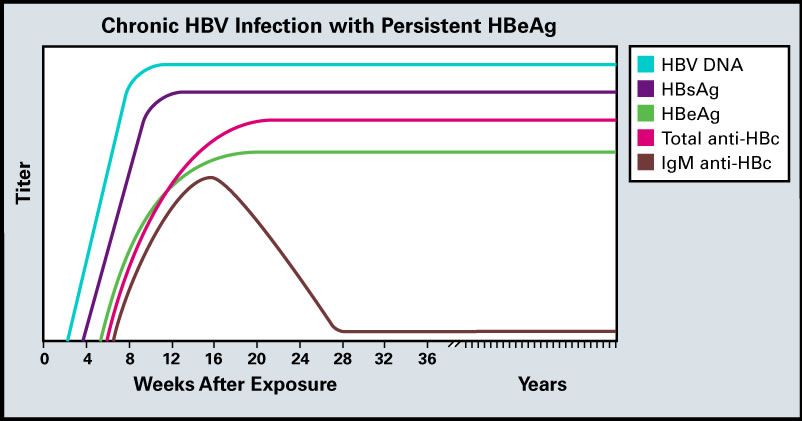 Chronic HBV Infection with Persistent HBeAg
HBV DNA
HBsAg
HBeAg
Total anti-HBc
IgM anti-HBc
Titer
0 4 8 12 16 20 24 28 32 36
Weeks After Exposure Years